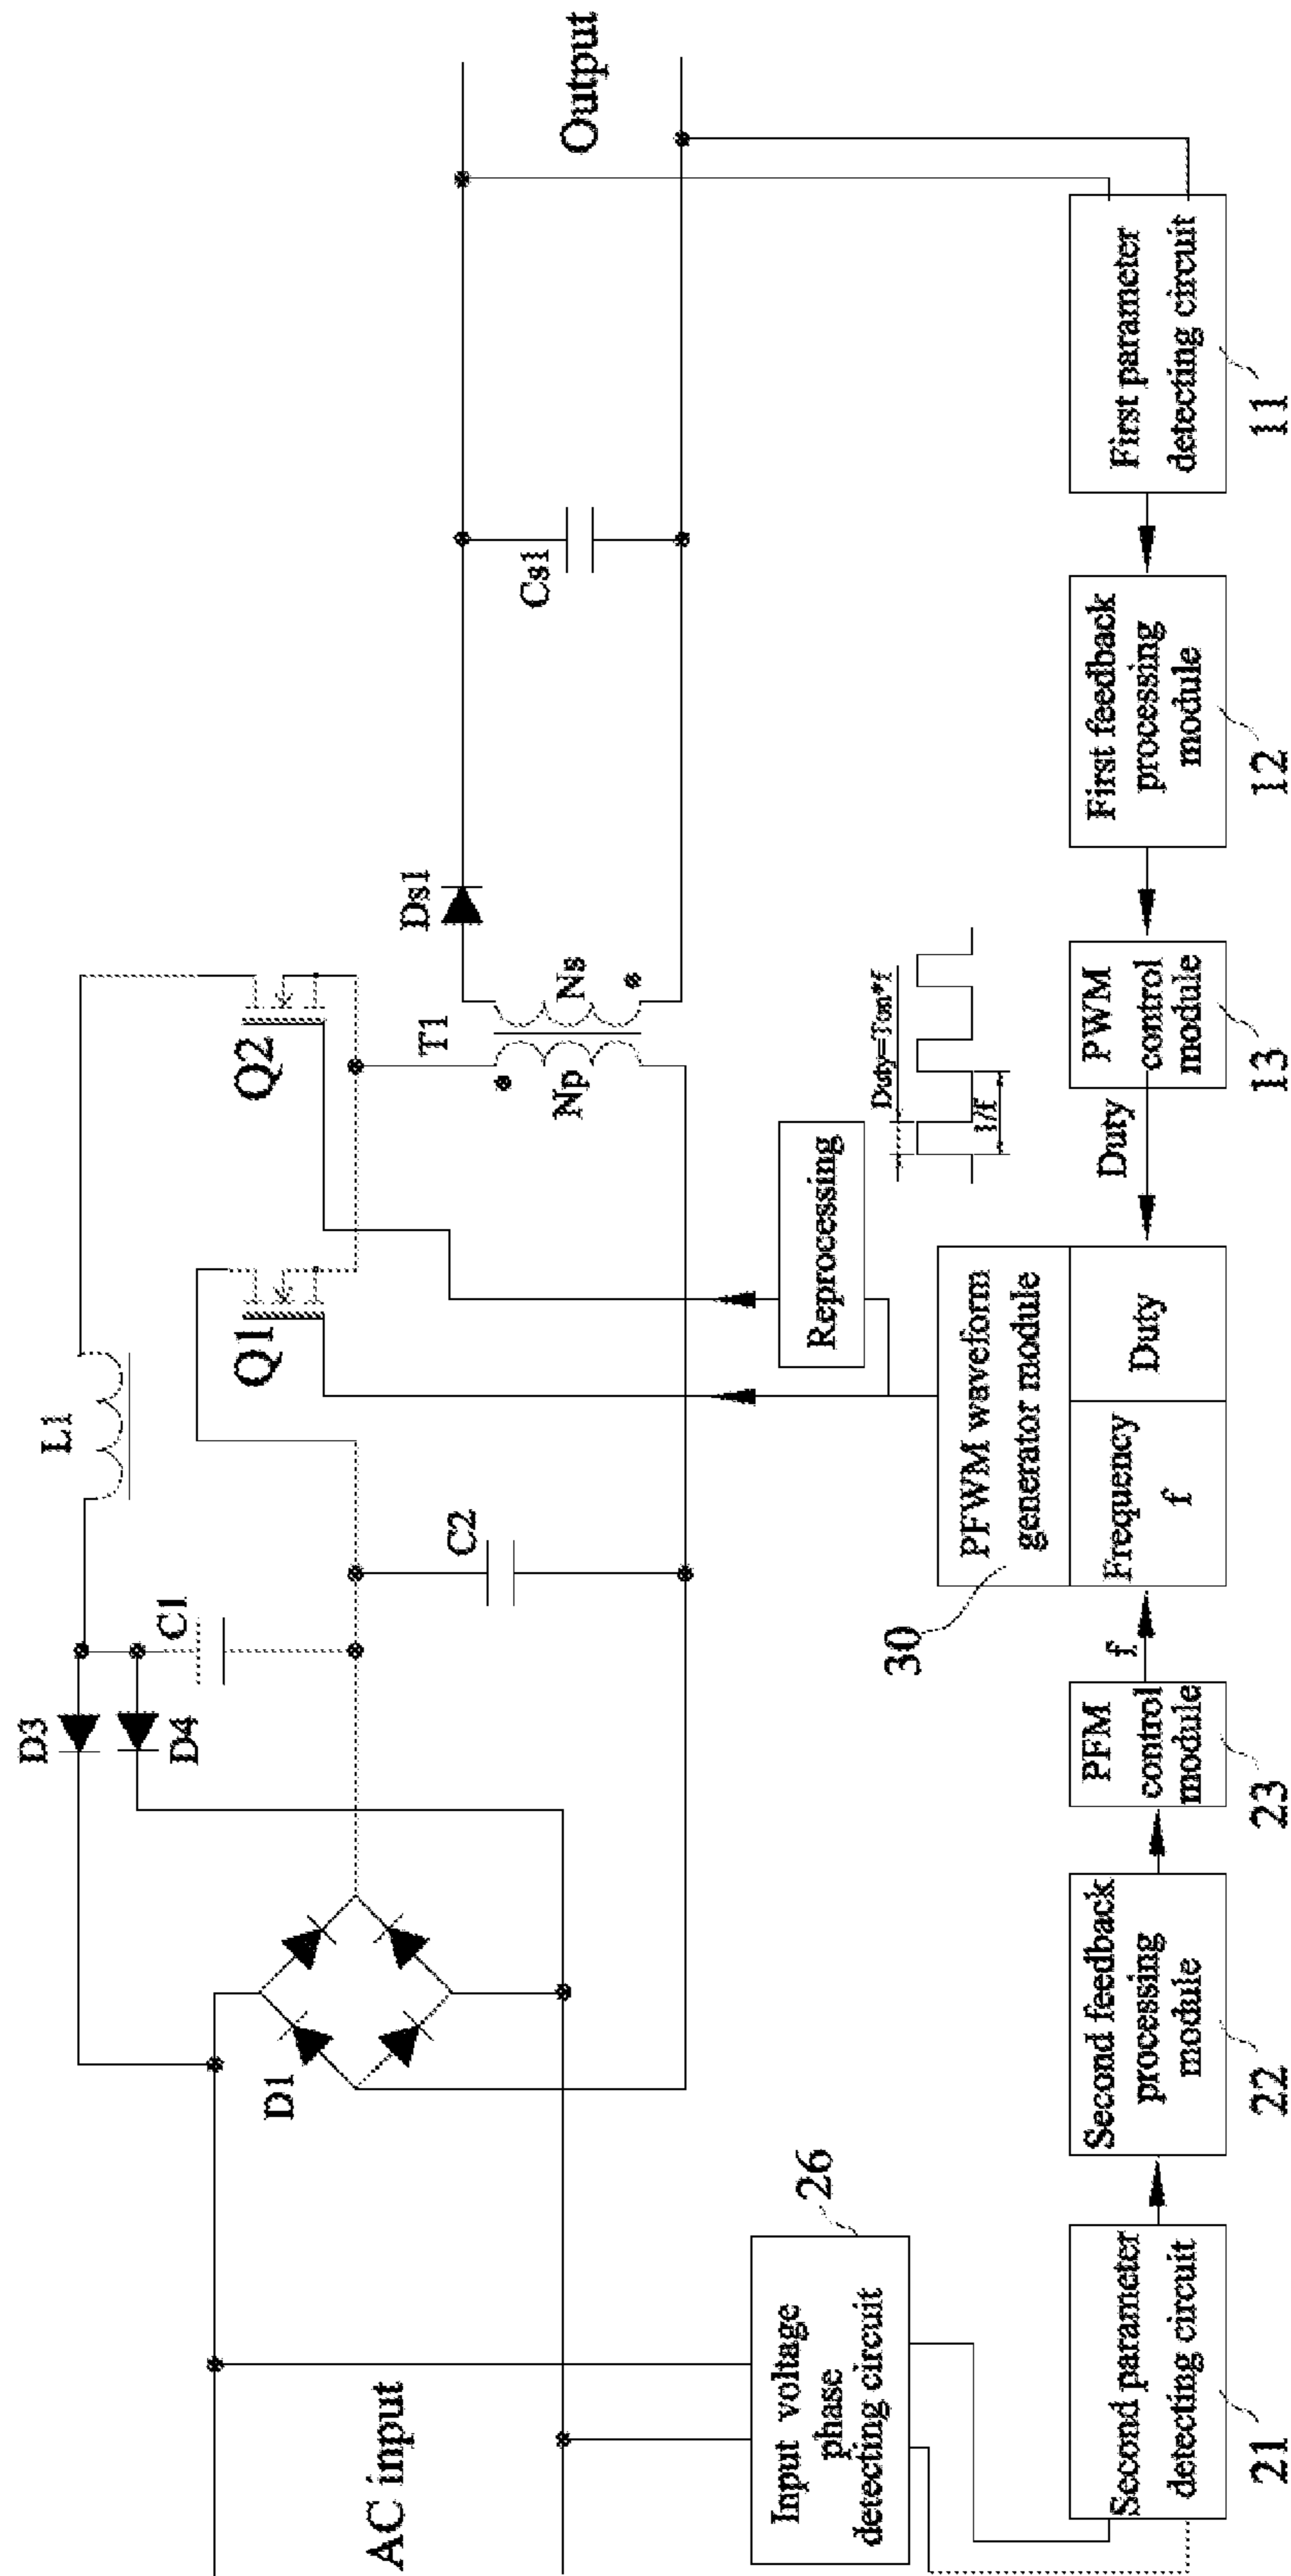 D3
D4
C1
L1
Q1
Q2
D1
C2
T1
Np
Ns
Ds1
Cs1
Output
AC input
Input voltage
phase
detecting circuit
26
Reprocessing
Duty=Ton*f
1/f
30
PFWM waveform
generator module
Frequency
f
Duty
Second parameter
detecting circuit
21
Second feedback
processing
module
22
PFM
control
module
23
f
Duty
PWM
control
module
13
First feedback
processing
module
12
First parameter
detecting circuit
11